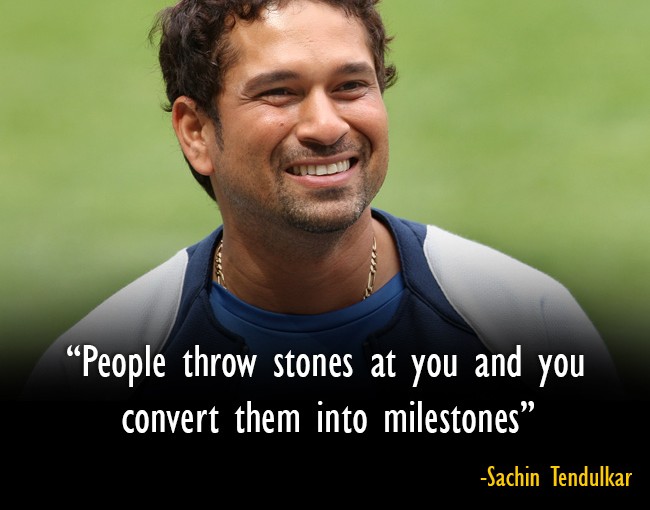 “People throw stones at you and you
convert them into milestones”
-Sachin Tendulkar